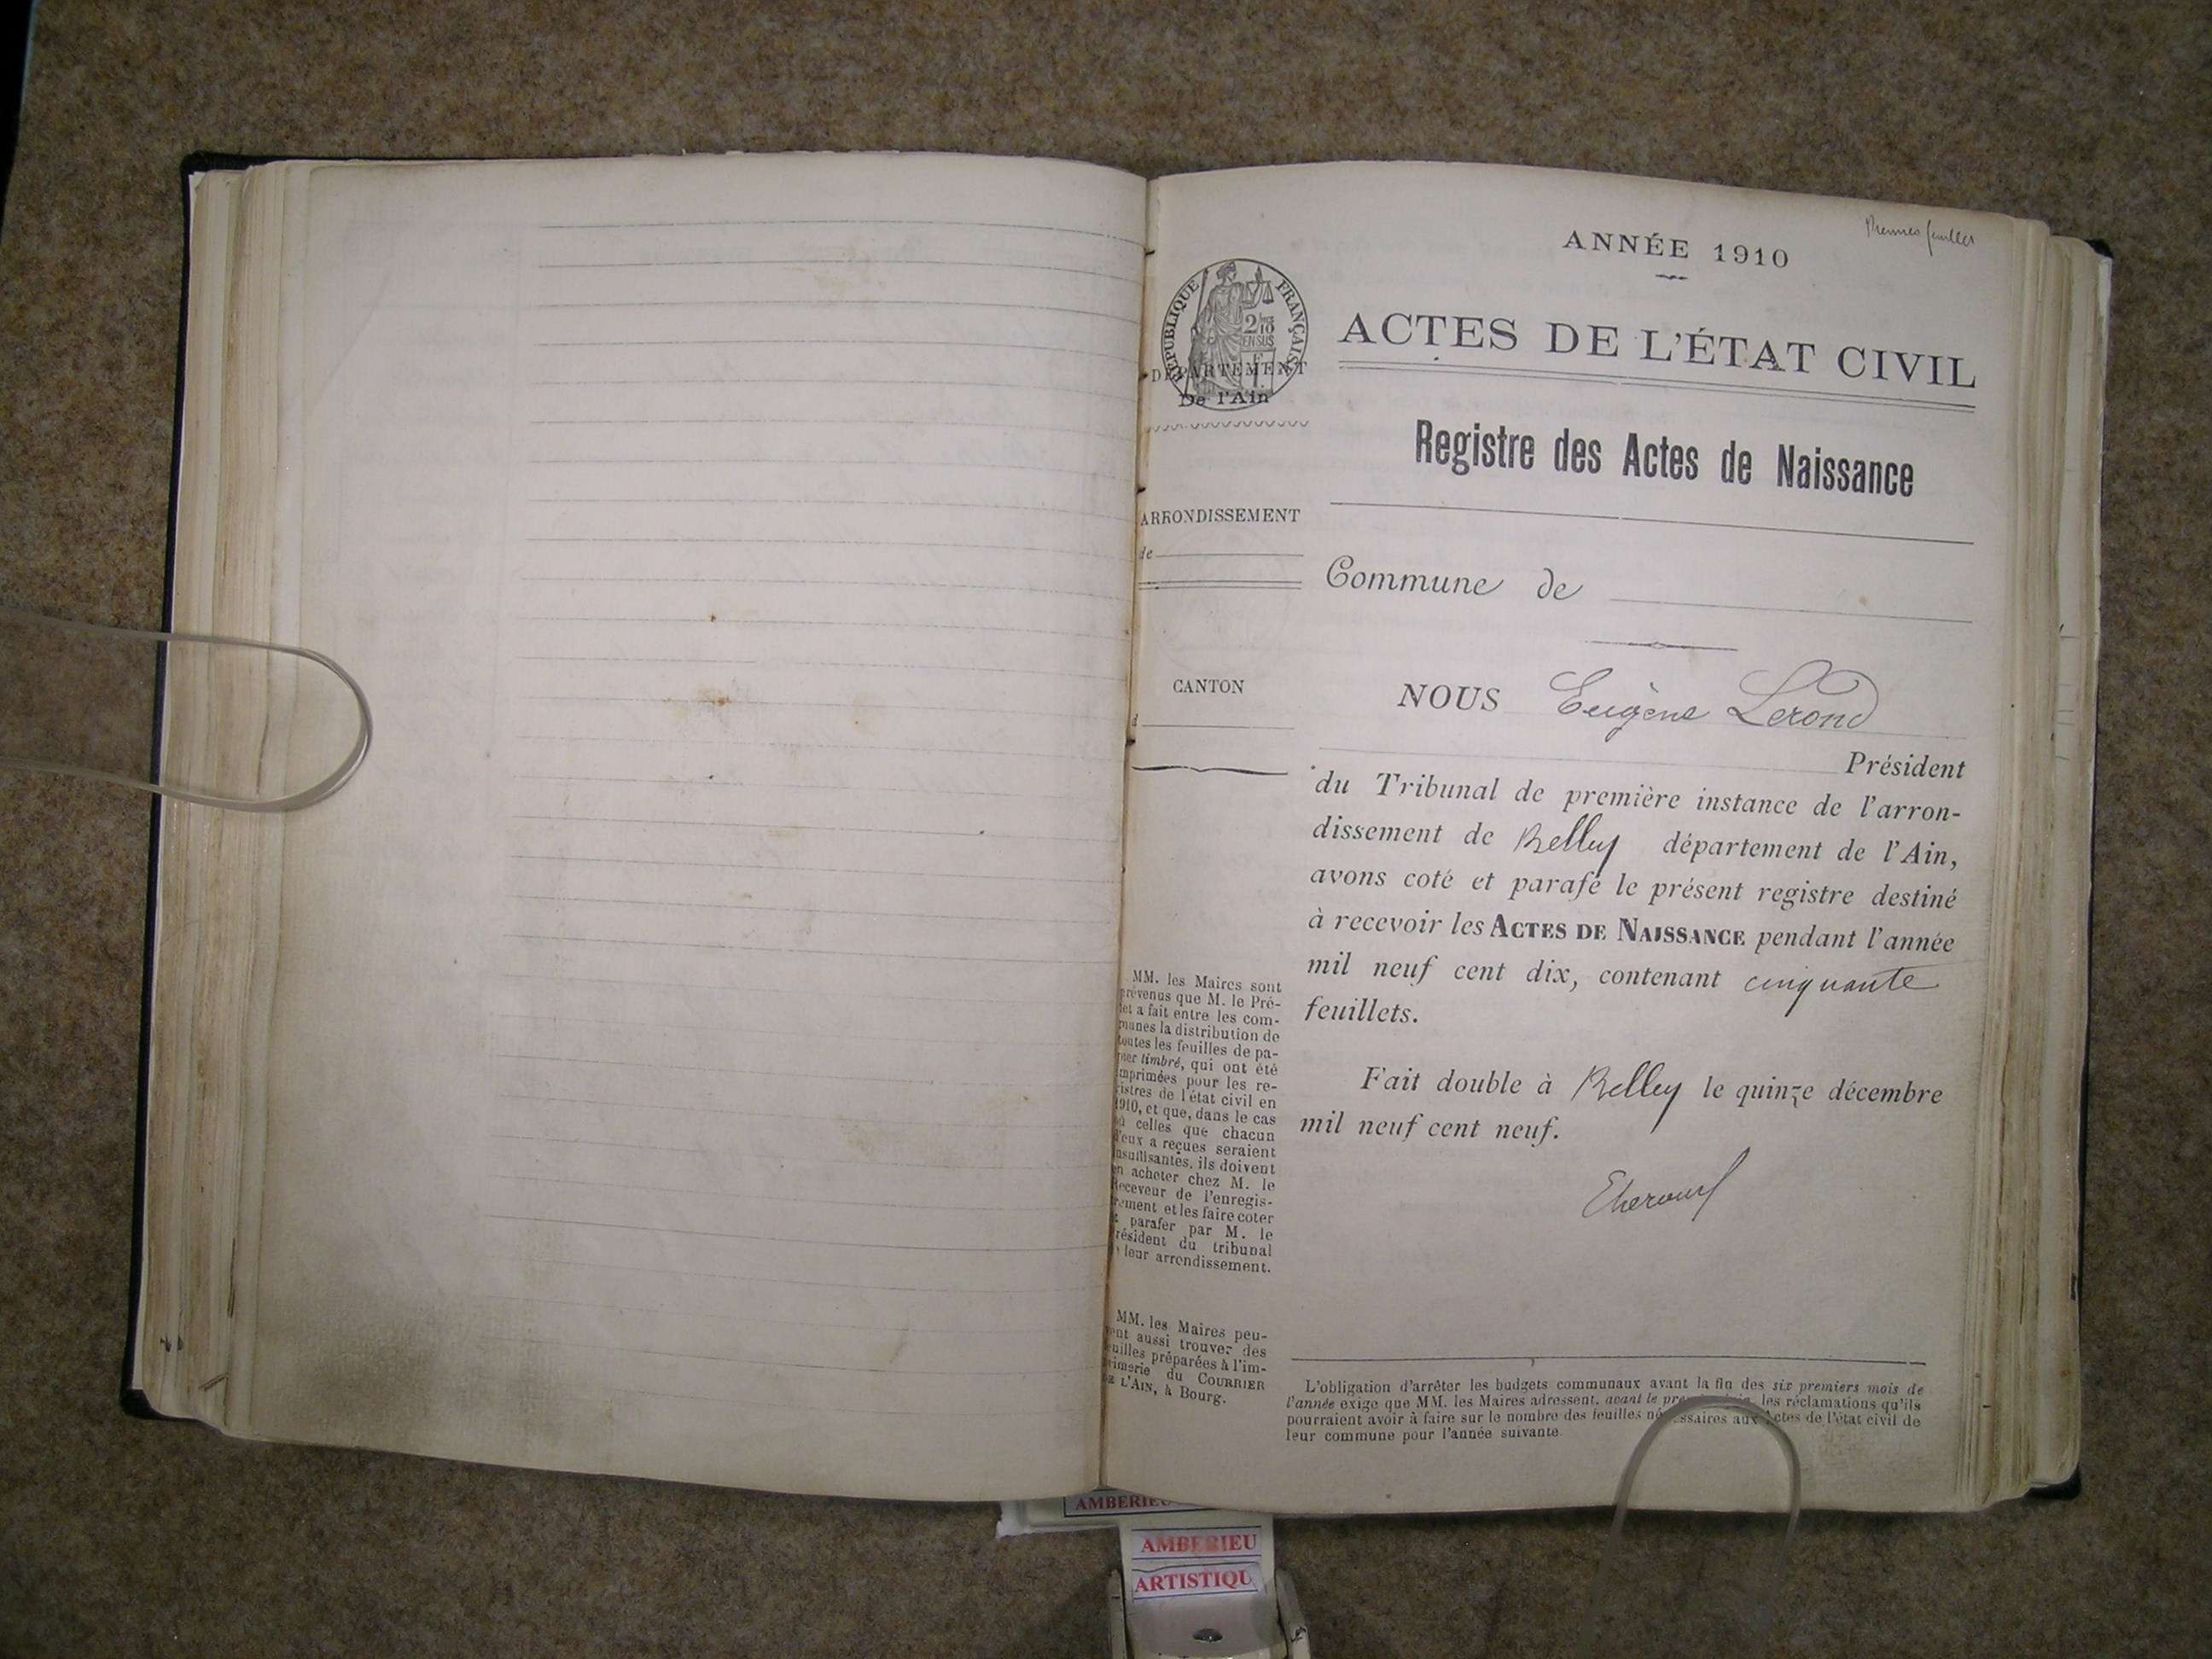 ANNÉE 1910
RÉPUBLIQUE FRANÇAISE
2/10
EN SUS
DÉPARTEMENT
De l'Ain
ACTES DE L'ÉTAT CIVIL
Registre des Actes de Naissance
ARRONDISSEMENT
de
Commune de
CANTON
d
NOUS Eugène Lerond
Président
du Tribunal de première instance de l'arron-
dissement de Belley département de l'Ain,
avons coté et parafé le présent registre destiné
à recevoir les ACTES DE NAISSANCE pendant l'année
mil neuf cent dix, contenant cinquante
feuillets.
Fait double à Belley le quinze décembre
mil neuf cent neuf.
MM. les Maires sont
prévenus que M. le Pré-
fet a fait entre les com-
munes la distribution de
toutes les feuilles de pa-
pier timbré, qui ont été
imprimées pour les re-
gistres de l'état civil en
1910, et que, dans le cas
où celles que chacun
d'eux a reçues seraient
insuffisantes, ils doivent
en acheter chez M. le
Receveur de l'enregis-
trement et les faire coter
et parafer par M. le
Président du tribunal
de leur arrondissement.
MM. les Maires peu-
vent aussi trouver des
feuilles préparées à l'im-
primerie du COURRIER
DE L'AIN, à Bourg.
L'obligation d'arrêter les budgets communaux avant la fin des six premiers mois de
l'année exige que MM. les Maires adressent, avant le les réclamations qu'ils
pourraient avoir à faire sur le nombre des feuilles nécessaires aux Actes de l'état civil de
leur commune pour l'année suivante.
AMBERIEU
AMBERIEU
ARTISTIQU